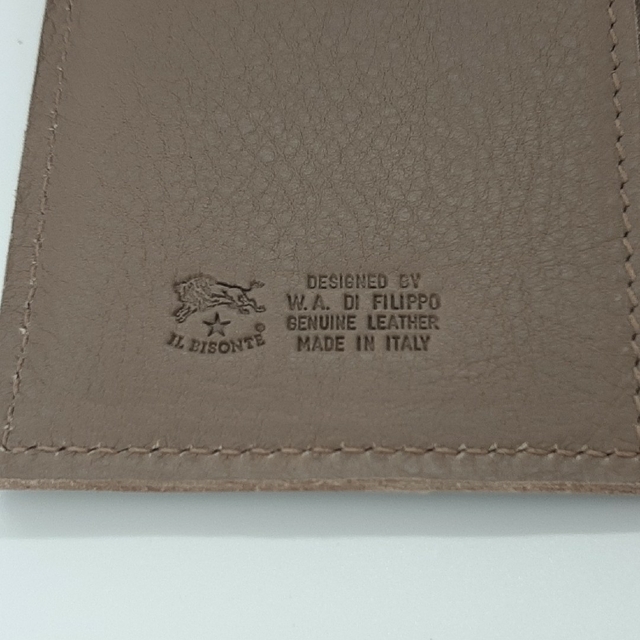 IL BISONTE®
DESIGNED BY
W. A. DI FILIPPO
GENUINE LEATHER
MADE IN ITALY